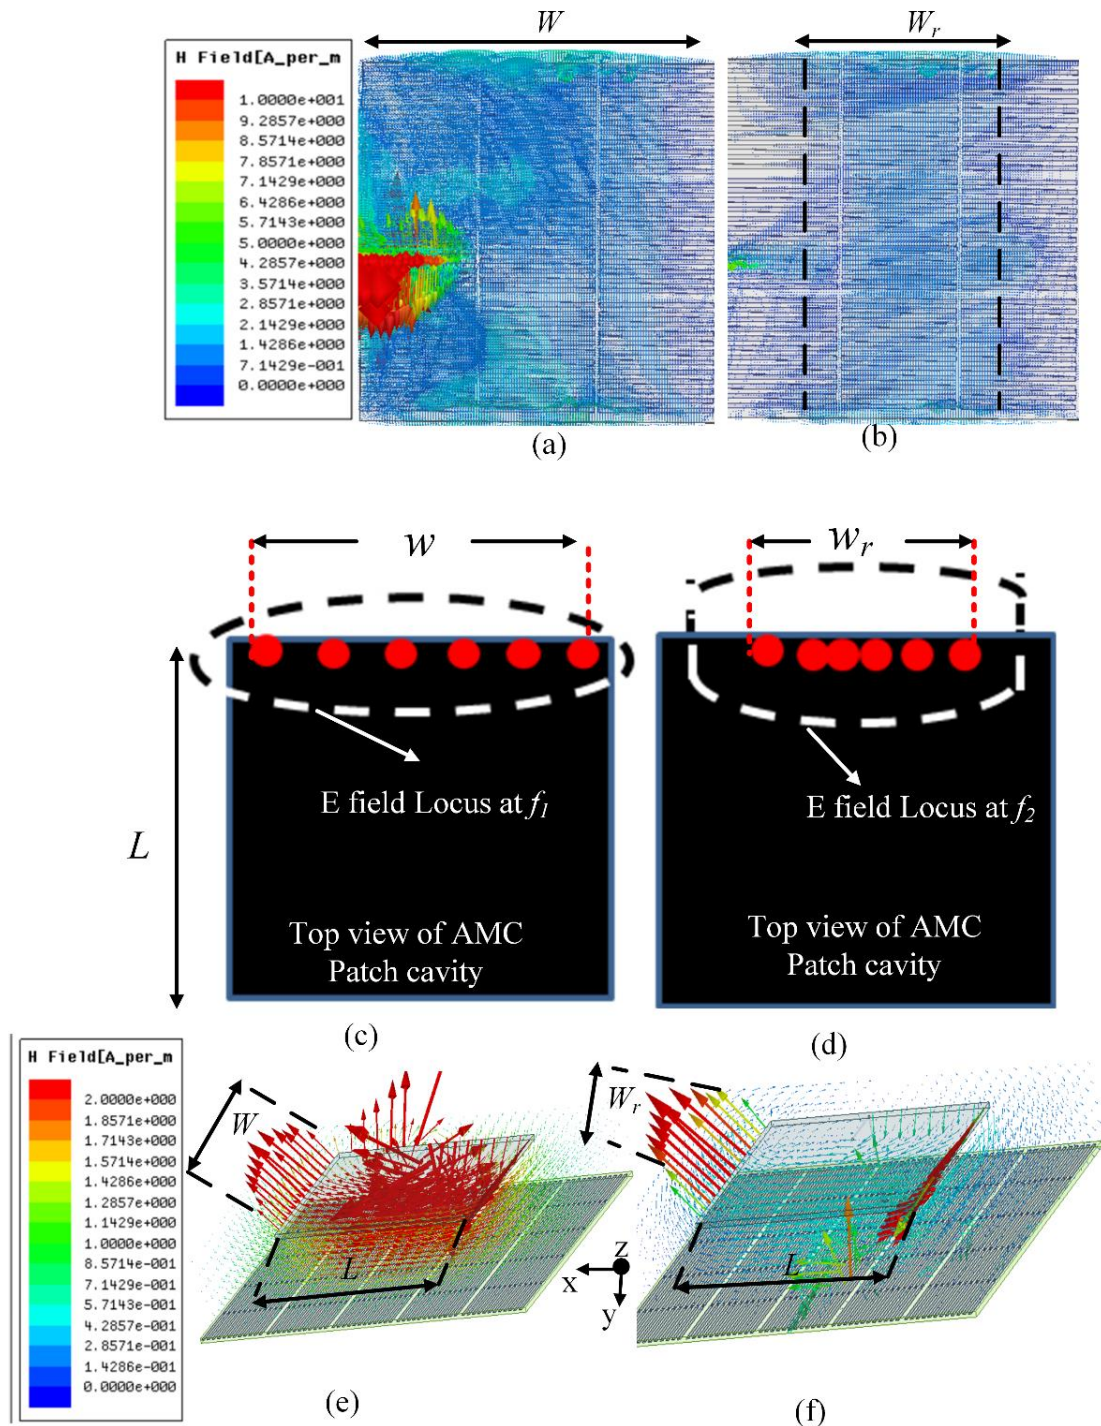 W
W_r
H Field[A_per_m
1.0000e+001
9.2857e+000
8.5714e+000
7.8571e+000
7.1429e+000
6.4286e+000
5.7143e+000
5.0000e+000
4.2857e+000
3.5714e+000
2.8571e+000
2.1429e+000
1.4286e+000
7.1429e-001
0.0000e+000
(a)
(b)
w
w_r
L
E field Locus at f_1
Top view of AMC
Patch cavity
E field Locus at f_2
Top view of AMC
Patch cavity
(c)
(d)
H Field[A_per_m
2.0000e+000
1.8571e+000
1.7143e+000
1.5714e+000
1.4286e+000
1.2857e+000
1.1429e+000
1.0000e+000
8.5714e-001
7.1429e-001
5.7143e-001
4.2857e-001
2.8571e-001
1.4286e-001
0.0000e+000
W
L
W_r
L
z
x
y
(e)
(f)